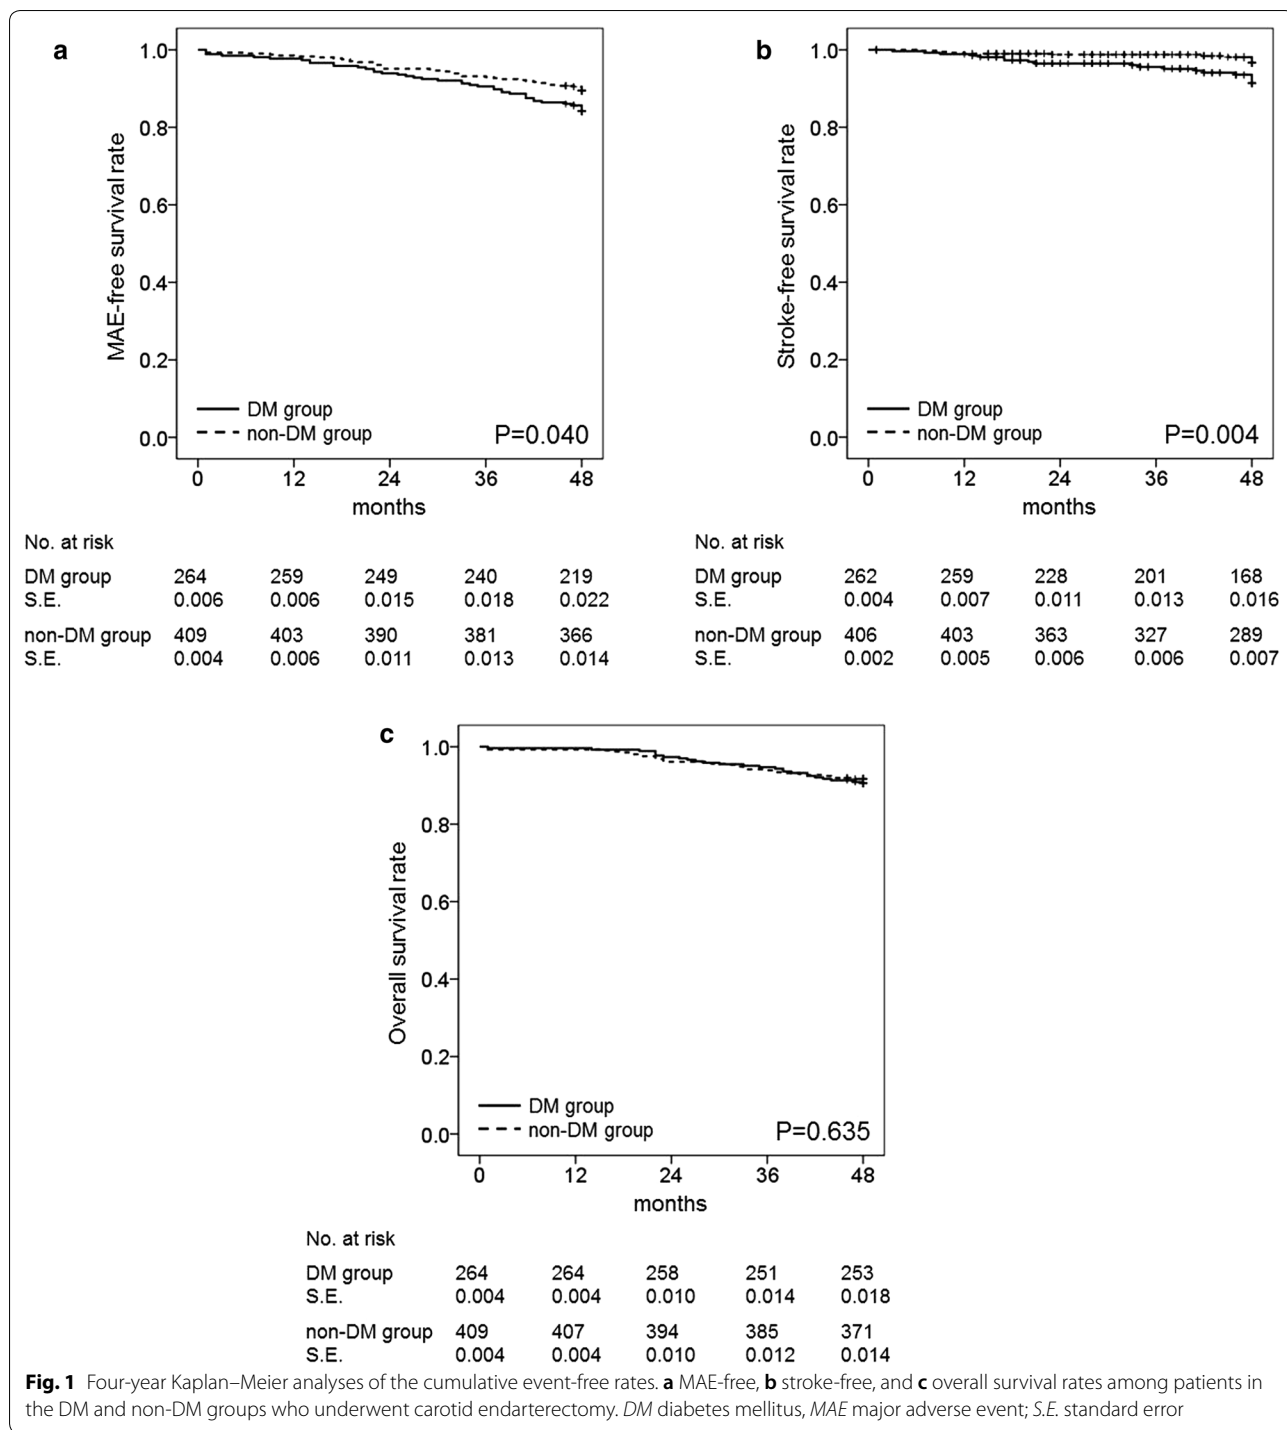 a
1.0
0.8
0.6
0.4
0.2
0.0
MAE-free survival rate
DM group
non-DM group
P=0.040
0 12 24 36 48
months
No. at risk
DM group 264 259 249 240 219
S.E. 0.006 0.006 0.015 0.018 0.022
non-DM group 409 403 390 381 366
S.E. 0.004 0.006 0.011 0.013 0.014
b
1.0
0.8
0.6
0.4
0.2
0.0
Stroke-free survival rate
DM group
non-DM group
P=0.004
0 12 24 36 48
months
No. at risk
DM group 262 259 228 201 168
S.E. 0.004 0.007 0.011 0.013 0.016
non-DM group 406 403 363 327 289
S.E. 0.002 0.005 0.006 0.006 0.007
c
1.0
0.8
0.6
0.4
0.2
0.0
Overall survival rate
DM group
non-DM group
P=0.635
0 12 24 36 48
months
No. at risk
DM group 264 264 258 251 253
S.E. 0.004 0.004 0.010 0.014 0.018
non-DM group 409 407 394 385 371
S.E. 0.004 0.004 0.010 0.012 0.014
Fig. 1 Four-year Kaplan–Meier analyses of the cumulative event-free rates. a MAE-free, b stroke-free, and c overall survival rates among patients in
the DM and non-DM groups who underwent carotid endarterectomy. DM diabetes mellitus, MAE major adverse event; S.E. standard error